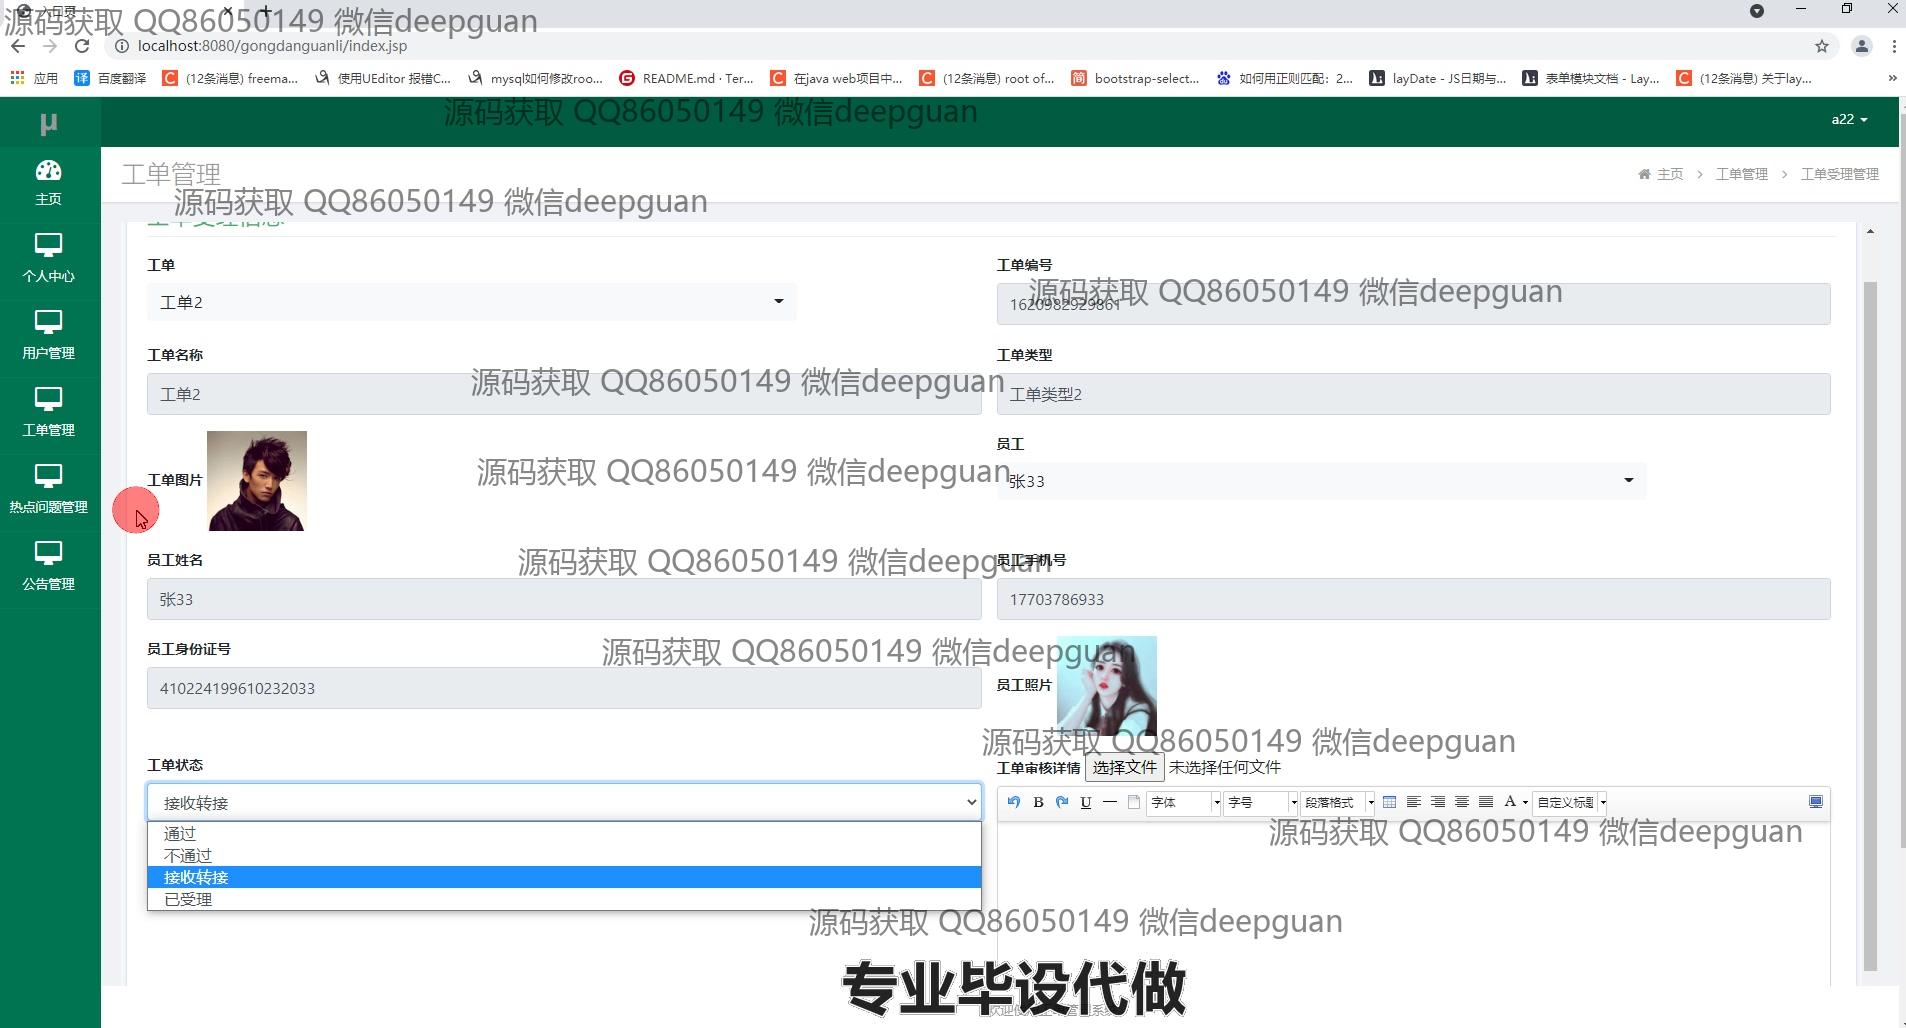 源码获取 QQ86050149 微信deepguan
localhost:8080/gongdanguanli/index.jsp
应用
译 百度翻译
(12条消息) freema...
使用UEditor 报错C...
mysql如何修改roo...
README.md · Ter...
在java web项目中...
(12条消息) root of...
简 bootstrap-select...
如何用正则匹配：2...
layDate - JS日期与...
表单模块文档 - Lay...
(12条消息) 关于lay...
»
μ
源码获取 QQ86050149 微信deepguan
a22
主页
个人中心
用户管理
工单管理
热点问题管理
公告管理
工单管理
主页 > 工单管理 > 工单受理管理
源码获取 QQ86050149 微信deepguan
工单受理信息
工单
工单2
工单编号
1620982929861
源码获取 QQ86050149 微信deepguan
工单名称
工单2
工单类型
工单类型2
源码获取 QQ86050149 微信deepguan
工单图片
员工
张33
源码获取 QQ86050149 微信deepguan
员工姓名
张33
员工手机号
17703786933
源码获取 QQ86050149 微信deepguan
员工身份证号
410224199610232033
员工照片
源码获取 QQ86050149 微信deepguan
源码获取 QQ86050149 微信deepguan
工单状态
接收转接
通过
不通过
接收转接
已受理
工单审核详情 选择文件 未选择任何文件
B U 字体 字号 段落格式 A 自定义标题
源码获取 QQ86050149 微信deepguan
源码获取 QQ86050149 微信deepguan
专业毕设代做